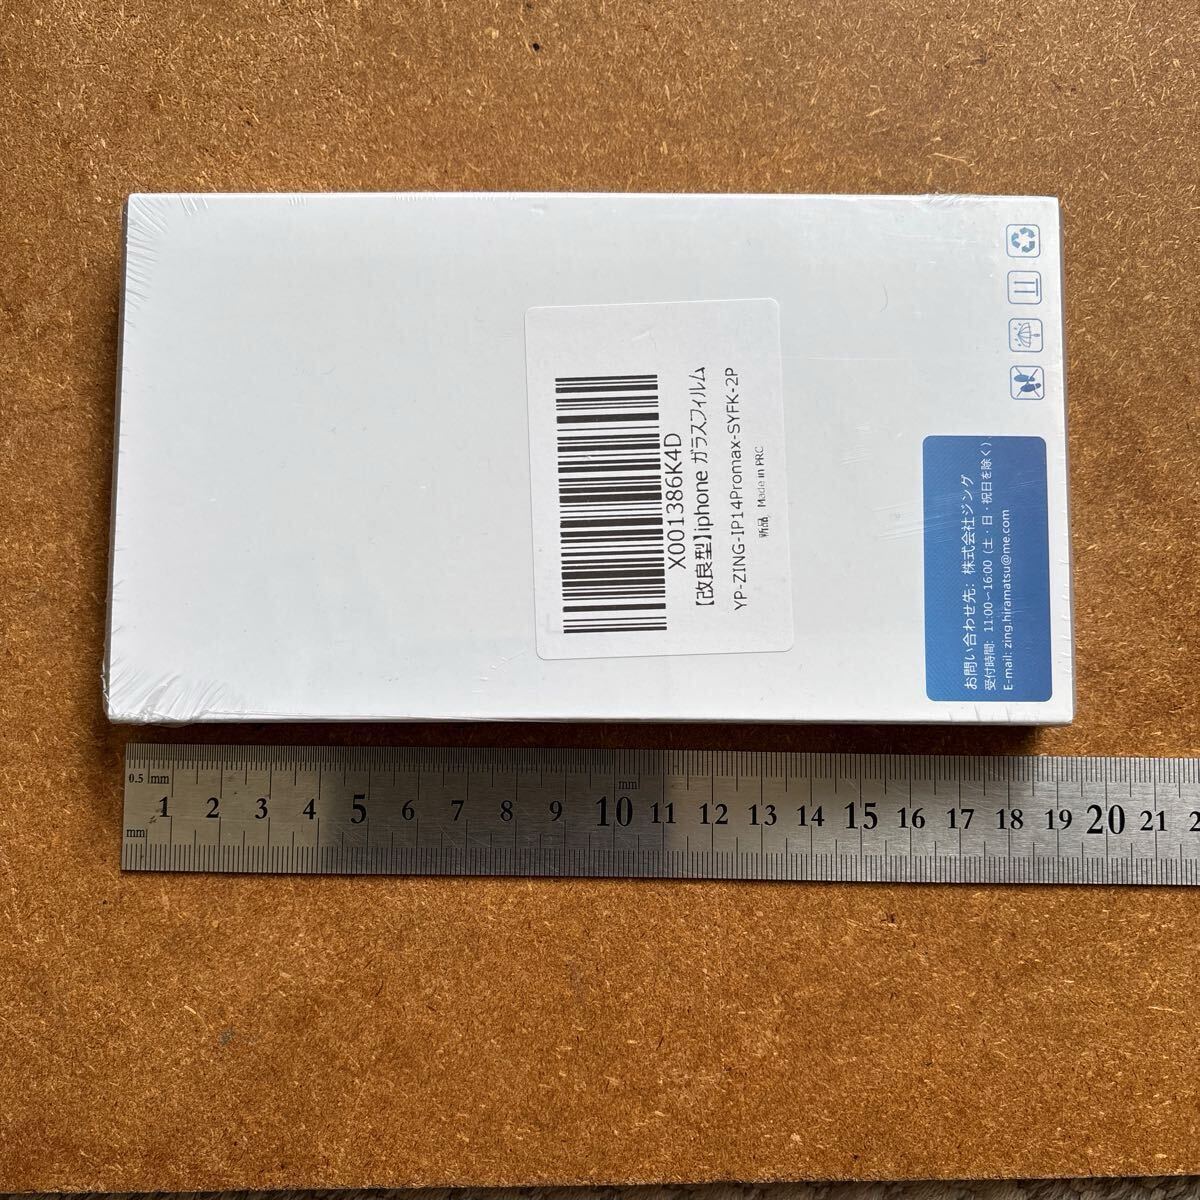 X001386K4D
【改良型】iphone ガラスフィルム
YP-ZING-IP14Promax-SYFK-2P
新品 Made in PRC
お問い合わせ先: 株式会社ジング
受付時間: 11:00~16:00 (土・日・祝日を除く)
E-mail: zing.hiramatsu@me.com
0.5 mm
mm
1 2 3 4 5 6 7 8 9 10 11 12 13 14 15 16 17 18 19 20 21
mm